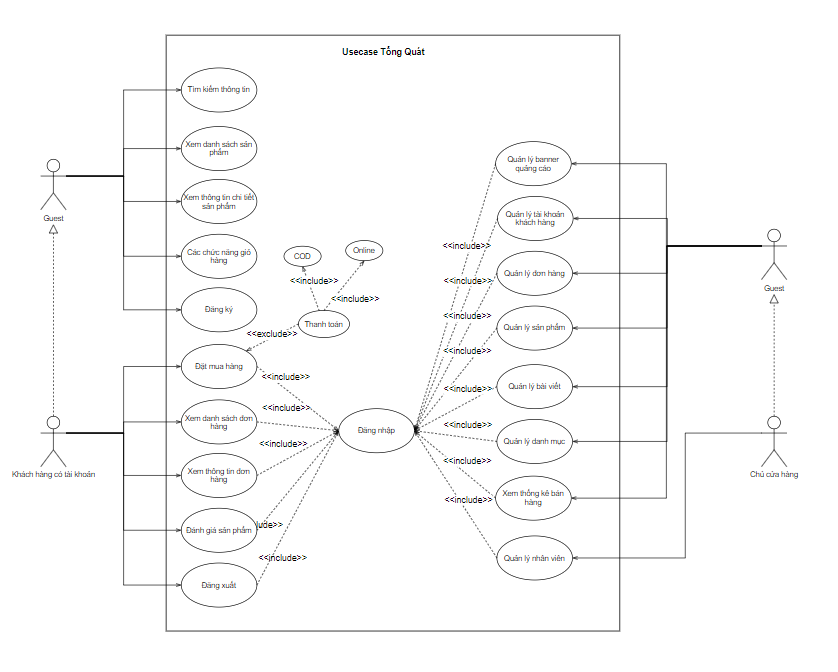 Usecase Tổng Quát
Tìm kiếm thông tin
Xem danh sách sản
phẩm
Xem thông tin chi tiết
sản phẩm
Các chức năng giỏ
hàng
Đăng ký
Đặt mua hàng
Xem danh sách đơn
hàng
Xem thông tin đơn
hàng
Đánh giá sản phẩm
Đăng xuất
Guest
Khách hàng có tài khoản
COD
Online
<<include>>
<<include>>
Thanh toán
<<exclude>>
<<include>>
<<include>>
<<include>>
lude>>
<<include>>
Đăng nhập
<<include>>
<<include>>
<<include>>
<<include>>
<<include>>
<<include>>
<<include>>
<<include>>
Quản lý banner
quảng cáo
Quản lý tài khoản
khách hàng
Quản lý đơn hàng
Quản lý sản phẩm
Quản lý bài viết
Quản lý danh mục
Xem thống kê bán
hàng
Quản lý nhân viên
Guest
Chủ cửa hàng